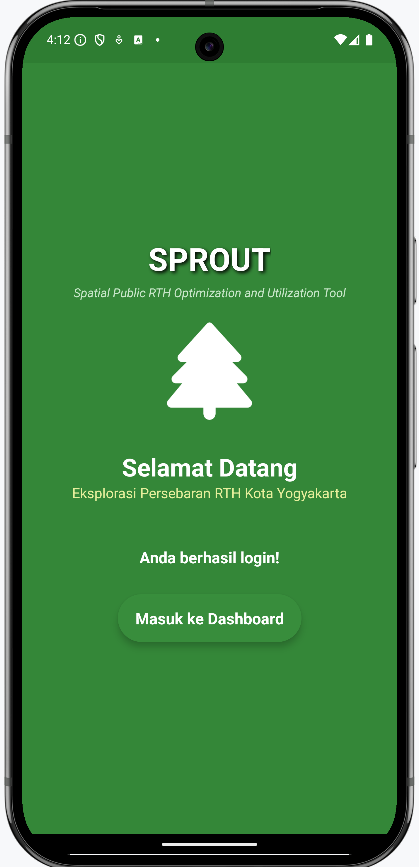 4:12
SPROUT
Spatial Public RTH Optimization and Utilization Tool
Selamat Datang
Eksplorasi Persebaran RTH Kota Yogyakarta
Anda berhasil login!
Masuk ke Dashboard